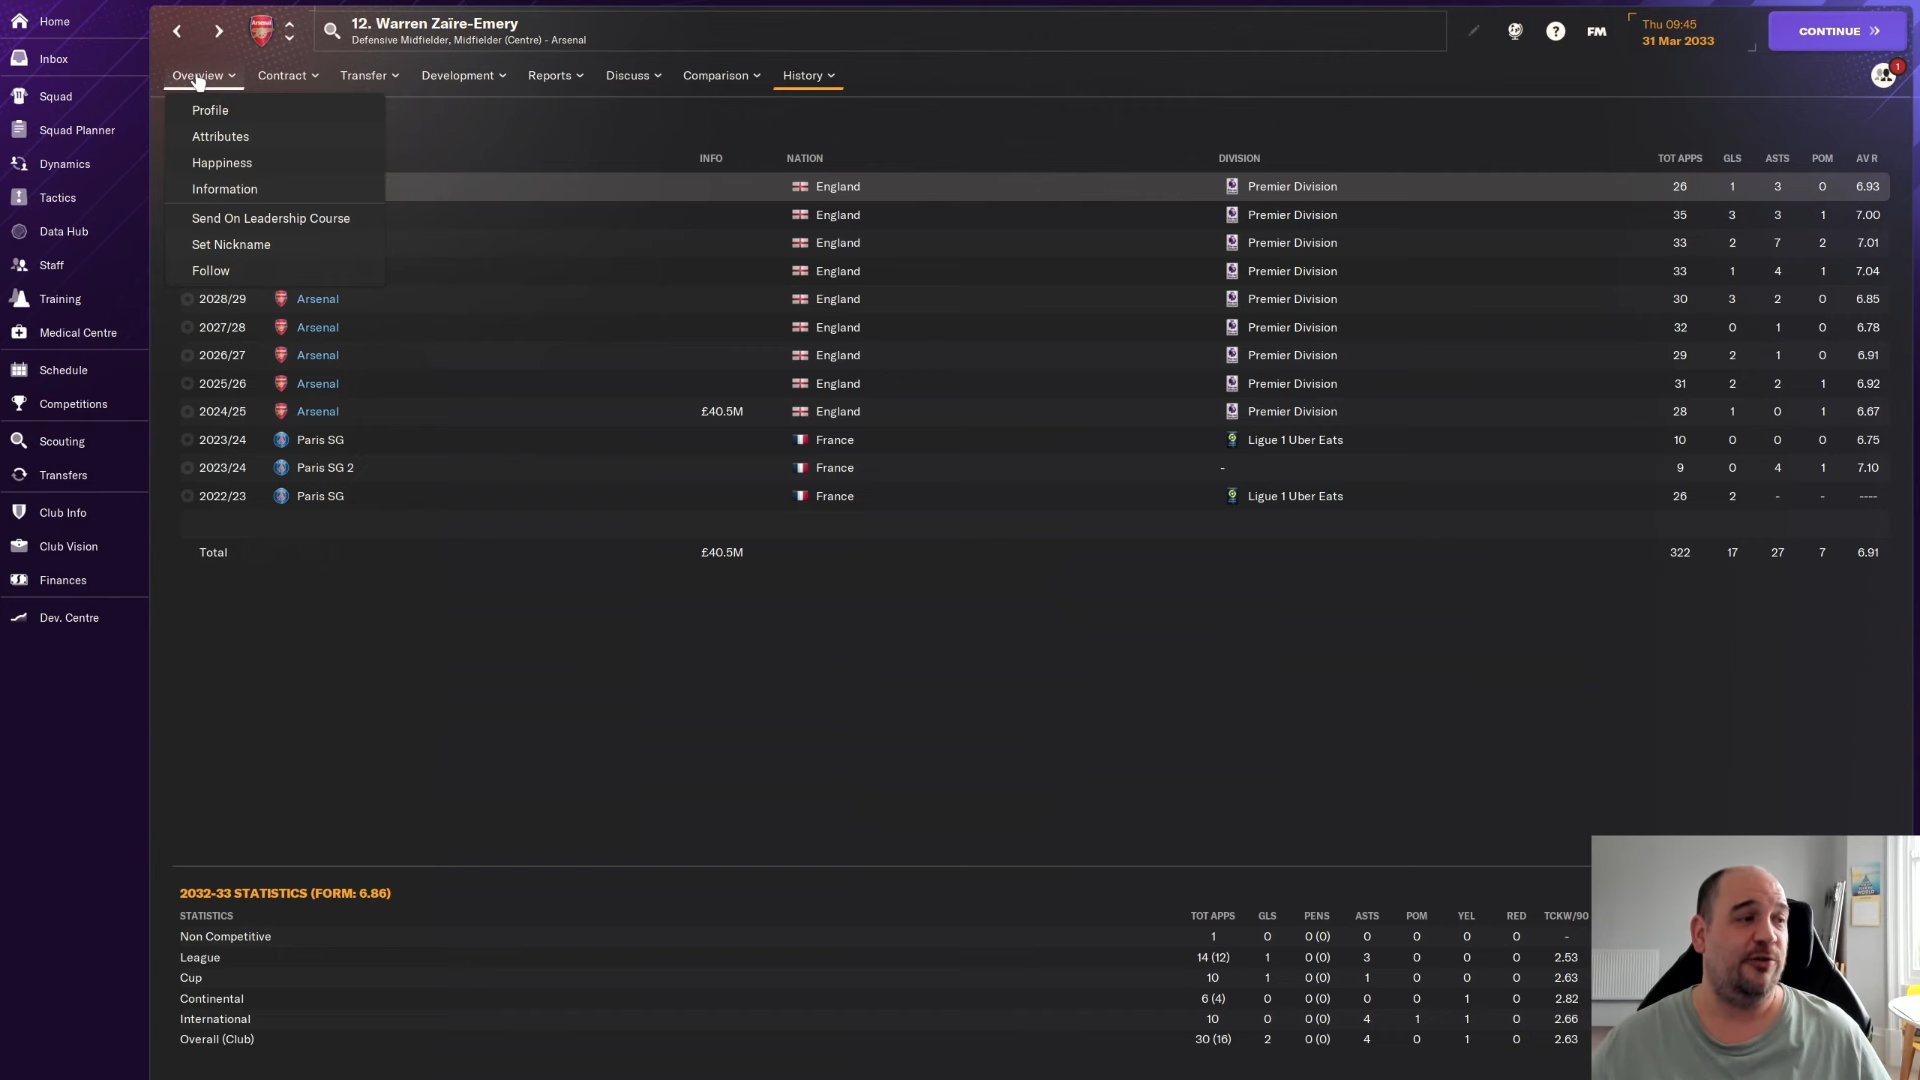 Home
12. Warren Zaïre-Emery
Defensive Midfielder, Midfielder (Centre) - Arsenal
FM
Thu 09:45
31 Mar 2033
CONTINUE
Inbox
Overview
Contract
Transfer
Development
Reports
Discuss
Comparison
History
1
Squad
Squad Planner
Dynamics
Tactics
Data Hub
Staff
Training
Medical Centre
Schedule
Competitions
Scouting
Transfers
Club Info
Club Vision
Finances
Dev. Centre
Profile
Attributes
Happiness
Information
Send On Leadership Course
Set Nickname
Follow
INFO NATION DIVISION TOT APPS GLS ASTS POM AV R
England Premier Division 26 1 3 0 6.93
England Premier Division 35 3 3 1 7.00
England Premier Division 33 2 7 2 7.01
England Premier Division 33 1 4 1 7.04
2028/29 Arsenal England Premier Division 30 3 2 0 6.85
2027/28 Arsenal England Premier Division 32 0 1 0 6.78
2026/27 Arsenal England Premier Division 29 2 1 0 6.91
2025/26 Arsenal England Premier Division 31 2 2 1 6.92
2024/25 Arsenal £40.5M England Premier Division 28 1 0 1 6.67
2023/24 Paris SG France Ligue 1 Uber Eats 10 0 0 0 6.75
2023/24 Paris SG 2 France - 9 0 4 1 7.10
2022/23 Paris SG France Ligue 1 Uber Eats 26 2 - - ----
Total £40.5M 322 17 27 7 6.91
2032-33 STATISTICS (FORM: 6.86)
STATISTICS TOT APPS GLS PENS ASTS POM YEL RED TCKW/90
Non Competitive 1 0 0 (0) 0 0 0 0 -
League 14 (12) 1 0 (0) 3 0 0 0 2.53
Cup 10 1 0 (0) 1 0 0 0 2.63
Continental 6 (4) 0 0 (0) 0 0 1 0 2.82
International 10 0 0 (0) 4 1 1 0 2.66
Overall (Club) 30 (16) 2 0 (0) 4 0 1 0 2.63